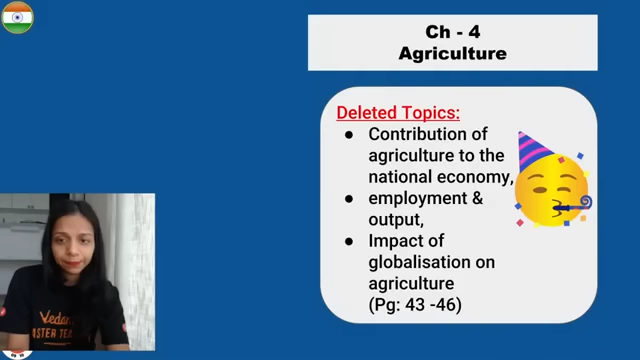 Ch - 4
Agriculture
Deleted Topics:
● Contribution of
agriculture to the
national economy,
● employment &
output,
● Impact of
globalisation on
agriculture
(Pg: 43 -46)
MASTER